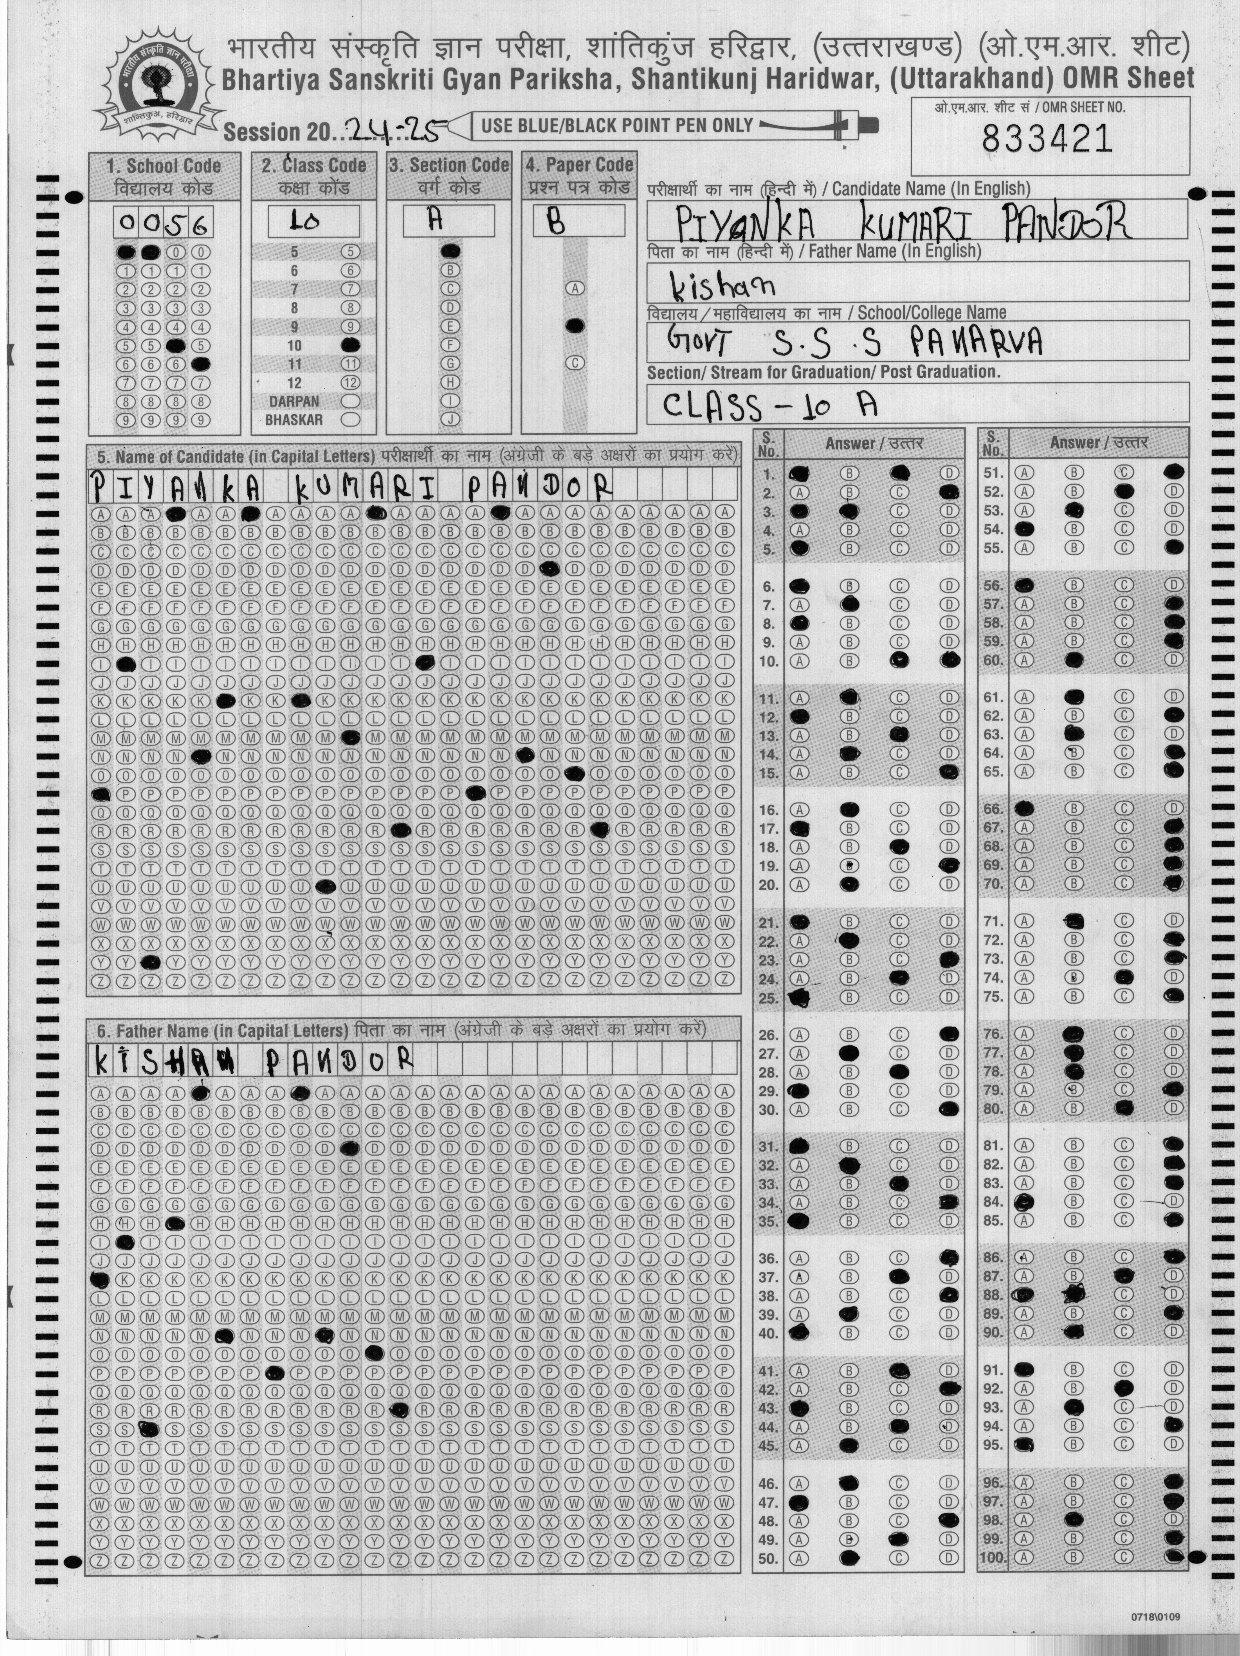 भारतीय संस्कृति ज्ञान परीक्षा, शांतिकुंज हरिद्वार, (उत्तराखण्ड) (ओ.एम.आर. शीट)
Bhartiya Sanskriti Gyan Pariksha, Shantikunj Haridwar, (Uttarakhand) OMR Sheet
Session 20..24-25
USE BLUE/BLACK POINT PEN ONLY
ओ.एम.आर. शीट सं / OMR SHEET NO.
833421
1. School Code
विद्यालय कोड
0056
2. Class Code
कक्षा कोड
10
5
6
7
8
9
10
11
12
DARPAN
BHASKAR
3. Section Code
वर्ग कोड
A
4. Paper Code
प्रश्न पत्र कोड
B
परीक्षार्थी का नाम (हिन्दी में) / Candidate Name (In English)
PIYANKA KUMARI PANDOR
पिता का नाम (हिन्दी में) / Father Name (In English)
Kishan
विद्यालय/महाविद्यालय का नाम / School/College Name
GOVT S.S.S PANARVA
Section/ Stream for Graduation/ Post Graduation.
CLASS - 10 A
5. Name of Candidate (in Capital Letters) परीक्षार्थी का नाम (अंग्रेजी के बड़े अक्षरों का प्रयोग करें)
PIYANKA KUMARI PANDOR
6. Father Name (in Capital Letters) पिता का नाम (अंग्रेजी के बड़े अक्षरों का प्रयोग करें)
KISHAN PANDOR
S. No.
Answer / उत्तर
S. No.
Answer / उत्तर
0718\0109